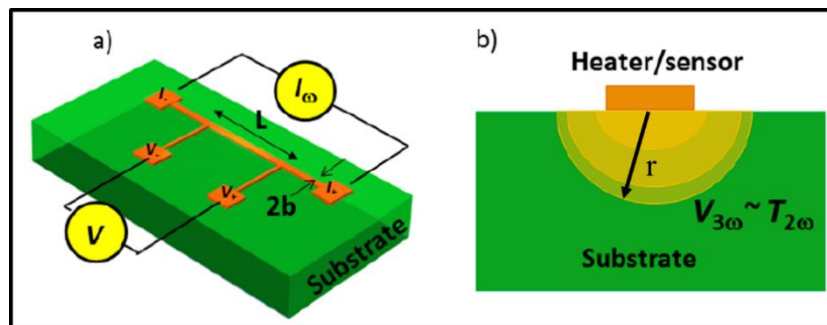 a)
I-
Iω
L
V-
V+
I+
2b
V
Substrate
b)
Heater/sensor
r
V3ω~ T2ω
Substrate